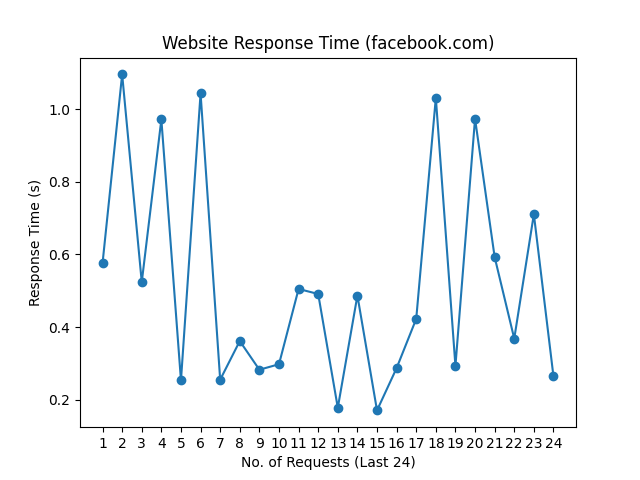 Website Response Time (facebook.com)
1.0
0.8
0.6
0.4
0.2
Response Time (s)
1 2 3 4 5 6 7 8 9 10 11 12 13 14 15 16 17 18 19 20 21 22 23 24
No. of Requests (Last 24)